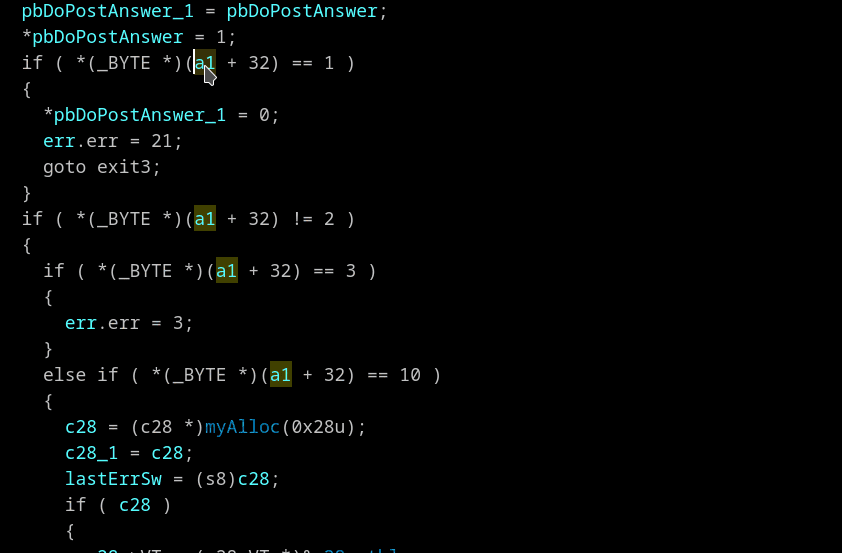 pbDoPostAnswer_1 = pbDoPostAnswer;
*pbDoPostAnswer = 1;
if ( *(_BYTE *)(a1 + 32) == 1 )
{
*pbDoPostAnswer_1 = 0;
err.err = 21;
goto exit3;
}
if ( *(_BYTE *)(a1 + 32) != 2 )
{
if ( *(_BYTE *)(a1 + 32) == 3 )
{
err.err = 3;
}
else if ( *(_BYTE *)(a1 + 32) == 10 )
{
c28 = (c28 *)myAlloc(0x28u);
c28_1 = c28;
lastErrSw = (s8)c28;
if ( c28 )
{